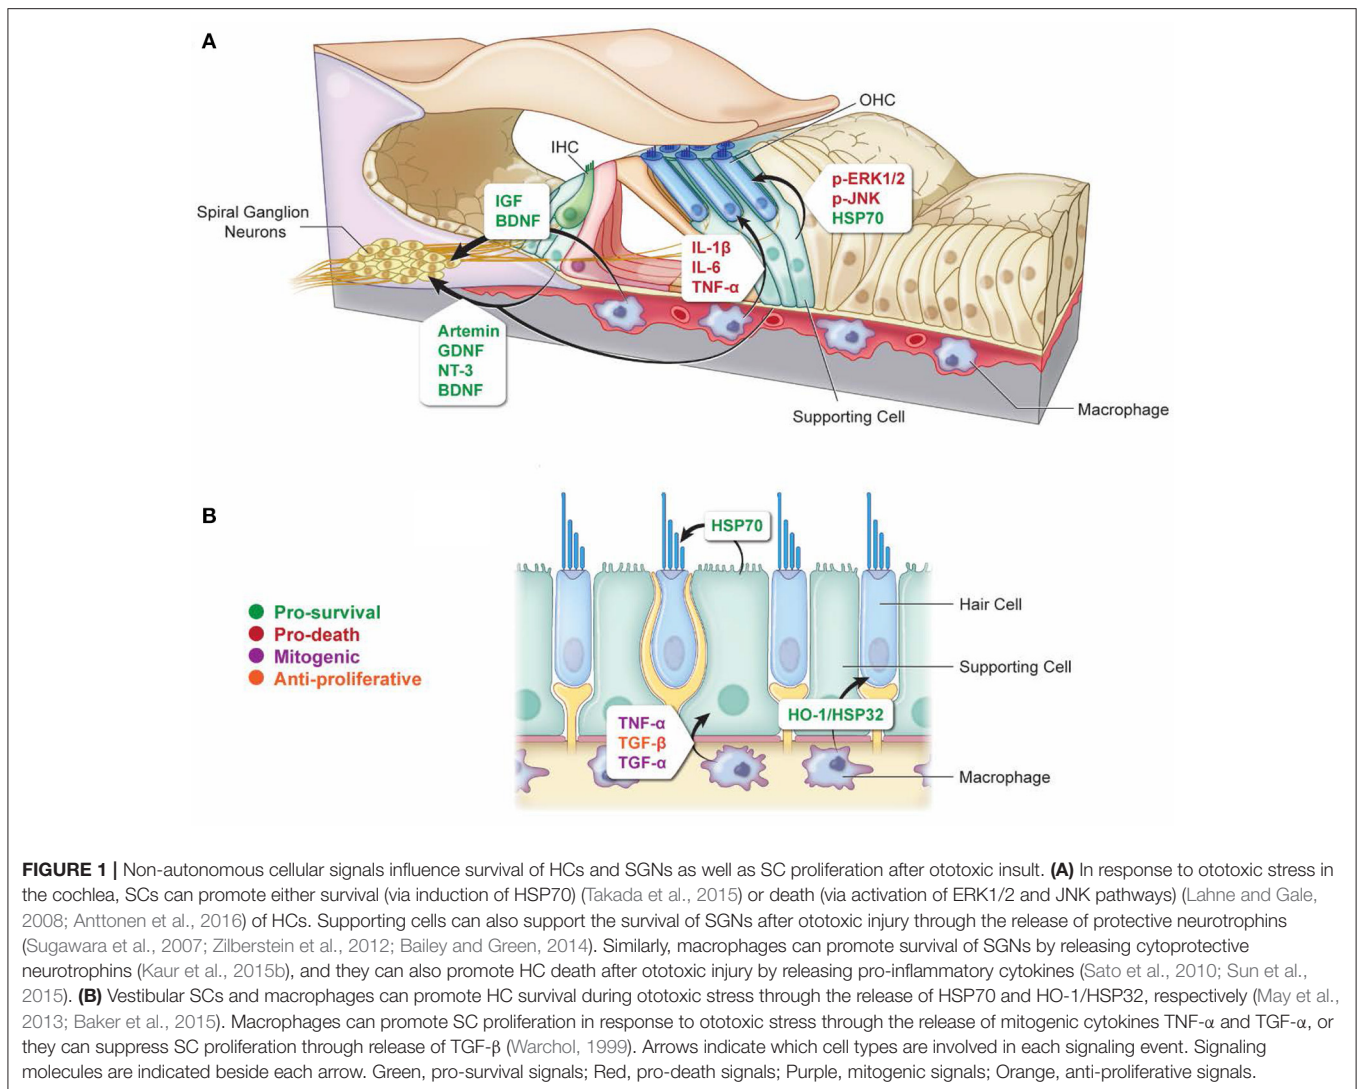 A
OHC
IHC
p-ERK1/2
p-JNK
HSP70
IGF
BDNF
Spiral Ganglion
Neurons
IL-1β
IL-6
TNF-α
Artemin
GDNF
NT-3
BDNF
Supporting Cell
Macrophage
B
HSP70
Hair Cell
Pro-survival
Pro-death
Mitogenic
Anti-proliferative
Supporting Cell
HO-1/HSP32
TNF-α
TGF-β
TGF-α
Macrophage
FIGURE 1 | Non-autonomous cellular signals influence survival of HCs and SGNs as well as SC proliferation after ototoxic insult. (A) In response to ototoxic stress in
the cochlea, SCs can promote either survival (via induction of HSP70) (Takada et al., 2015) or death (via activation of ERK1/2 and JNK pathways) (Lahne and Gale,
2008; Anttonen et al., 2016) of HCs. Supporting cells can also support the survival of SGNs after ototoxic injury through the release of protective neurotrophins
(Sugawara et al., 2007; Zilberstein et al., 2012; Bailey and Green, 2014). Similarly, macrophages can promote survival of SGNs by releasing cytoprotective
neurotrophins (Kaur et al., 2015b), and they can also promote HC death after ototoxic injury by releasing pro-inflammatory cytokines (Sato et al., 2010; Sun et al.,
2015). (B) Vestibular SCs and macrophages can promote HC survival during ototoxic stress through the release of HSP70 and HO-1/HSP32, respectively (May et al.,
2013; Baker et al., 2015). Macrophages can promote SC proliferation in response to ototoxic stress through the release of mitogenic cytokines TNF-α and TGF-α, or
they can suppress SC proliferation through release of TGF-β (Warchol, 1999). Arrows indicate which cell types are involved in each signaling event. Signaling
molecules are indicated beside each arrow. Green, pro-survival signals; Red, pro-death signals; Purple, mitogenic signals; Orange, anti-proliferative signals.